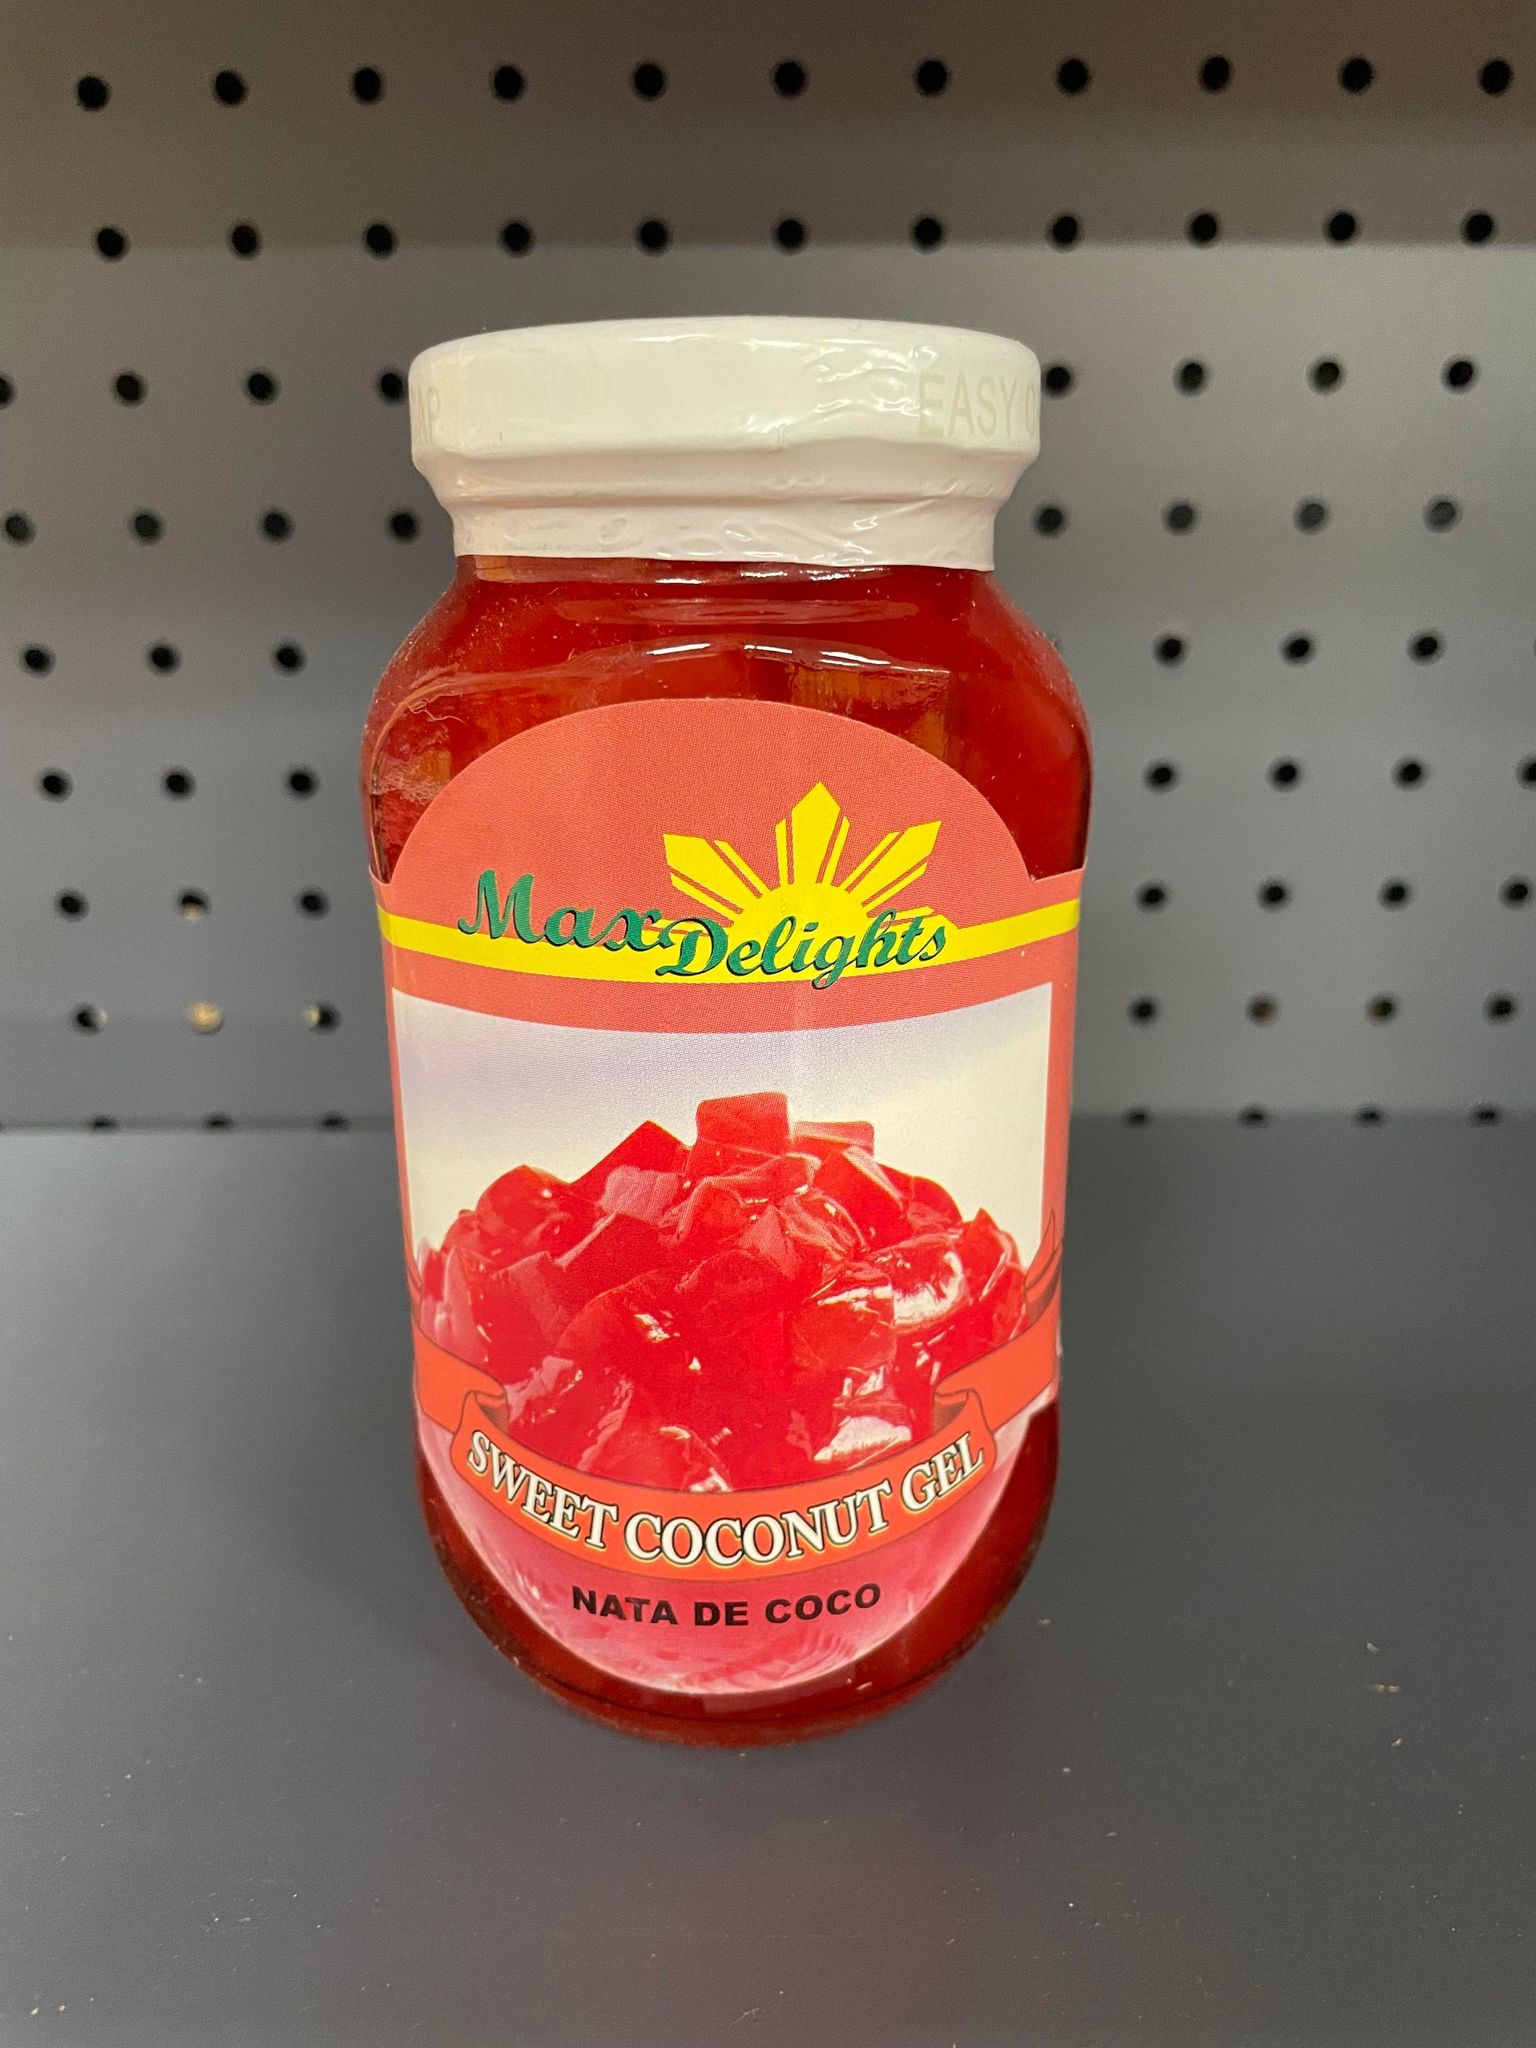 EASY
Max Delights
SWEET COCONUT GEL
NATA DE COCO